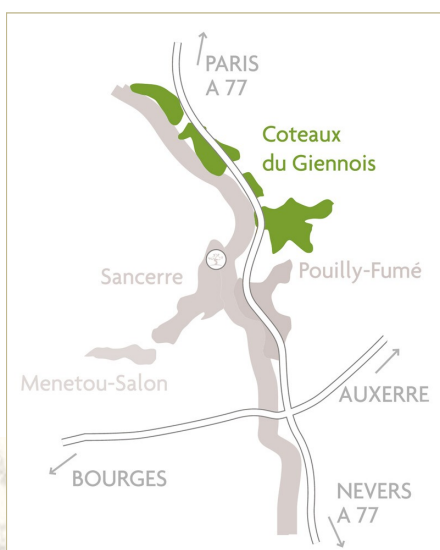 PARIS
A 77
Coteaux
du Giennois
Sancerre
Pouilly-Fumé
Menetou-Salon
AUXERRE
BOURGES
NEVERS
A 77